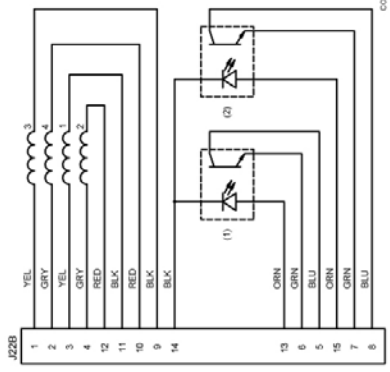 J22B
1 YEL 3
2 GRY 4
3 YEL 1
4 GRY 2
12 RED
11 BLK
10 RED
9 BLK
14 BLK
(1)
(2)
13 ORN
6 GRN
5 BLU
15 ORN
7 GRN
8 BLU